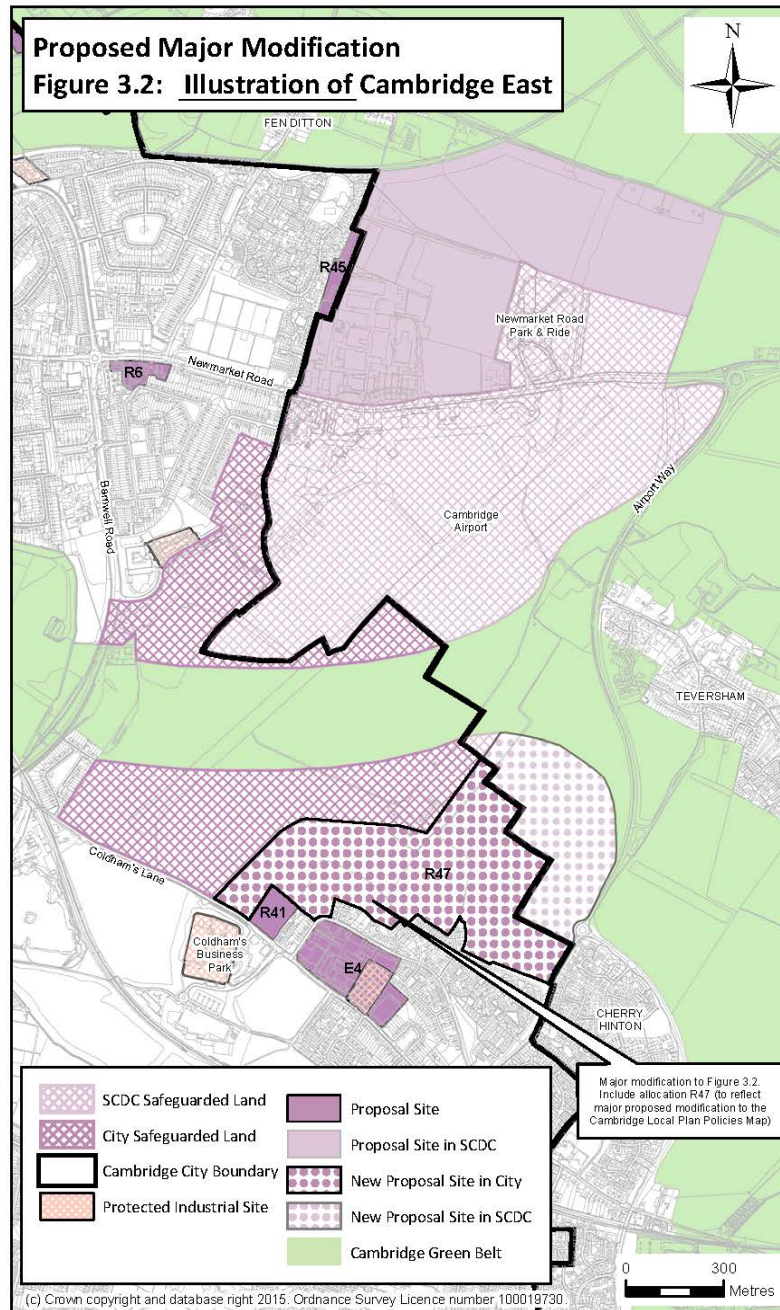 Proposed Major Modification
Figure 3.2: Illustration of Cambridge East
N
FEN DITTON
R45
Newmarket Road
Park & Ride
Newmarket Road
R6
Barnwell Road
Airport Way
Cambridge
Airport
TEVERSHAM
Coldham's Lane
R47
R41
Coldham's
Business
Park
E4
CHERRY
HINTON
Major modification to Figure 3.2.
Include allocation R47 (to reflect
major proposed modification to the
Cambridge Local Plan Policies Map)
SCDC Safeguarded Land
City Safeguarded Land
Cambridge City Boundary
Protected Industrial Site
Proposal Site
Proposal Site in SCDC
New Proposal Site in City
New Proposal Site in SCDC
Cambridge Green Belt
0 300
Metres
(c) Crown copyright and database right 2015. Ordnance Survey Licence number 100019730